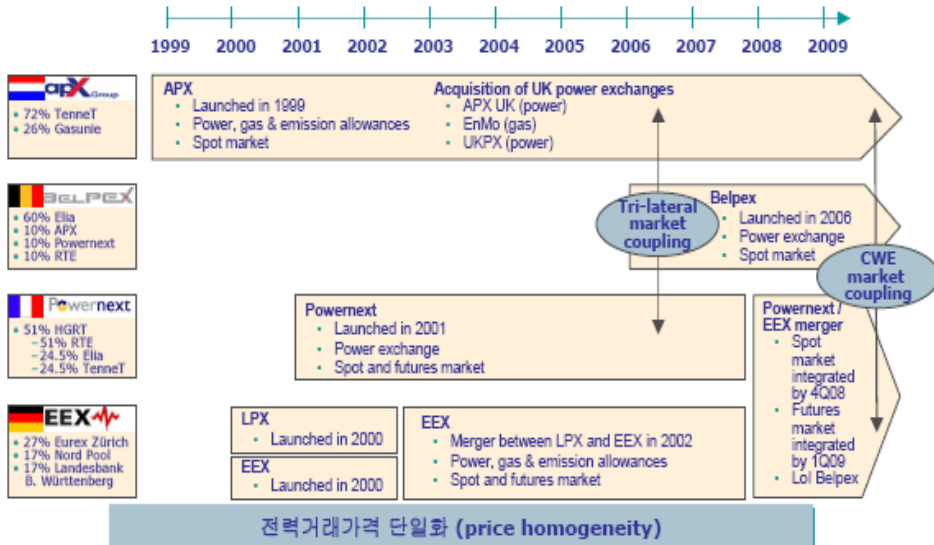 1999 2000 2001 2002 2003 2004 2005 2006 2007 2008 2009
apX Group
• 72% TenneT
• 26% Gasunie
APX
• Launched in 1999
• Power, gas & emission allowances
• Spot market
Acquisition of UK power exchanges
• APX UK (power)
• EnMo (gas)
• UKPX (power)
BELPEX
• 60% Elia
• 10% APX
• 10% Powernext
• 10% RTE
Tri-lateral
market
coupling
Belpex
• Launched in 2006
• Power exchange
• Spot market
CWE
market
coupling
Powernext
• 51% HGRT
–51% RTE
–24.5% Elia
–24.5% TenneT
Powernext
• Launched in 2001
• Power exchange
• Spot and futures market
Powernext /
EEX merger
• Spot
market
integrated
by 4Q08
• Futures
market
integrated
by 1Q09
• LoI Belpex
EEX
• 27% Eurex Zürich
• 17% Nord Pool
• 17% Landesbank
B. Württenberg
LPX
• Launched in 2000
EEX
• Launched in 2000
EEX
• Merger between LPX and EEX in 2002
• Power, gas & emission allowances
• Spot and futures market
전력거래가격 단일화 (price homogeneity)